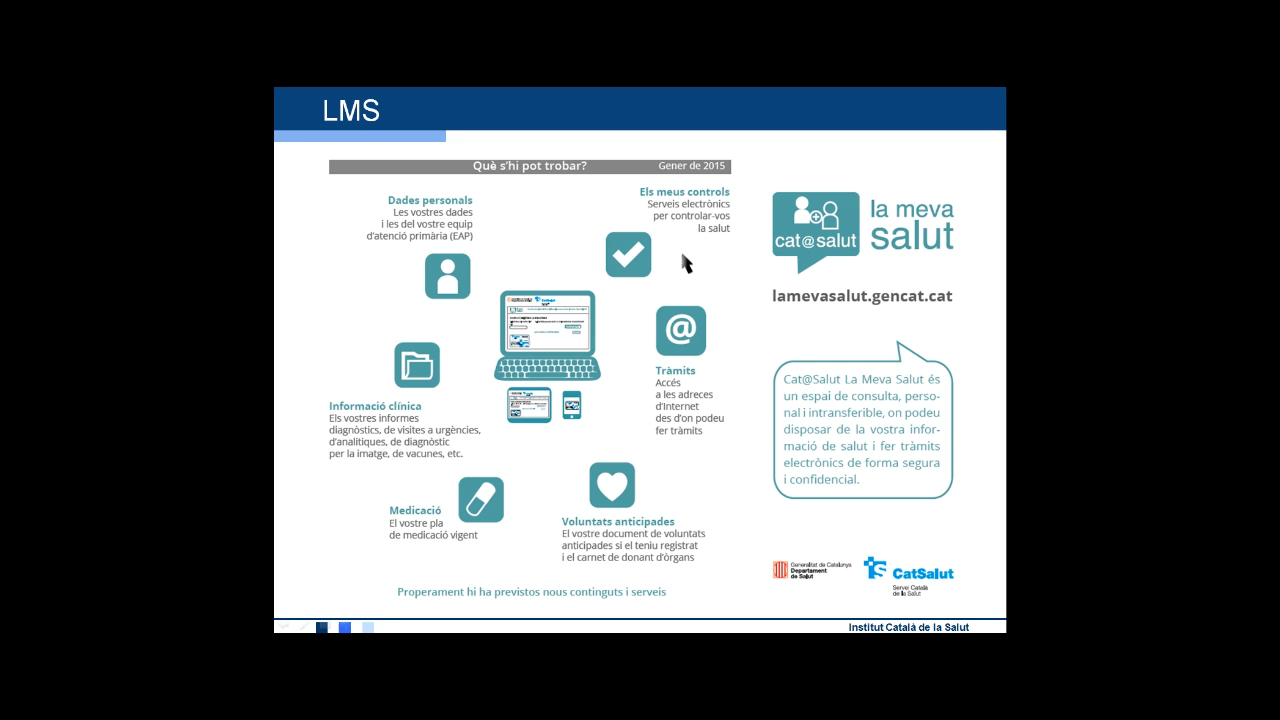 LMS
Què s'hi pot trobar?
Gener de 2015
Dades personals
Les vostres dades
i les del vostre equip
d'atenció primària (EAP)
Els meus controls
Serveis electrònics
per controlar-vos
la salut
@
Tràmits
Accés
a les adreces
d'Internet
des d'on podeu
fer tràmits
Informació clínica
Els vostres informes
diagnòstics, de visites a urgències,
d'analítiques, de diagnòstic
per la imatge, de vacunes, etc.
Medicació
El vostre pla
de medicació vigent
Voluntats anticipades
El vostre document de voluntats
anticipades si el teniu registrat
i el carnet de donant d'òrgans
Properament hi ha previstos nous continguts i serveis
cat@salut
la meva
salut
lamevasalut.gencat.cat
Cat@Salut La Meva Salut és
un espai de consulta, perso-
nal i intransferible, on podeu
disposar de la vostra infor-
mació de salut i fer tràmits
electrònics de forma segura
i confidencial.
Generalitat de Catalunya
Departament
de Salut
CatSalut
Servei Català
de la Salut
Institut Català de la Salut